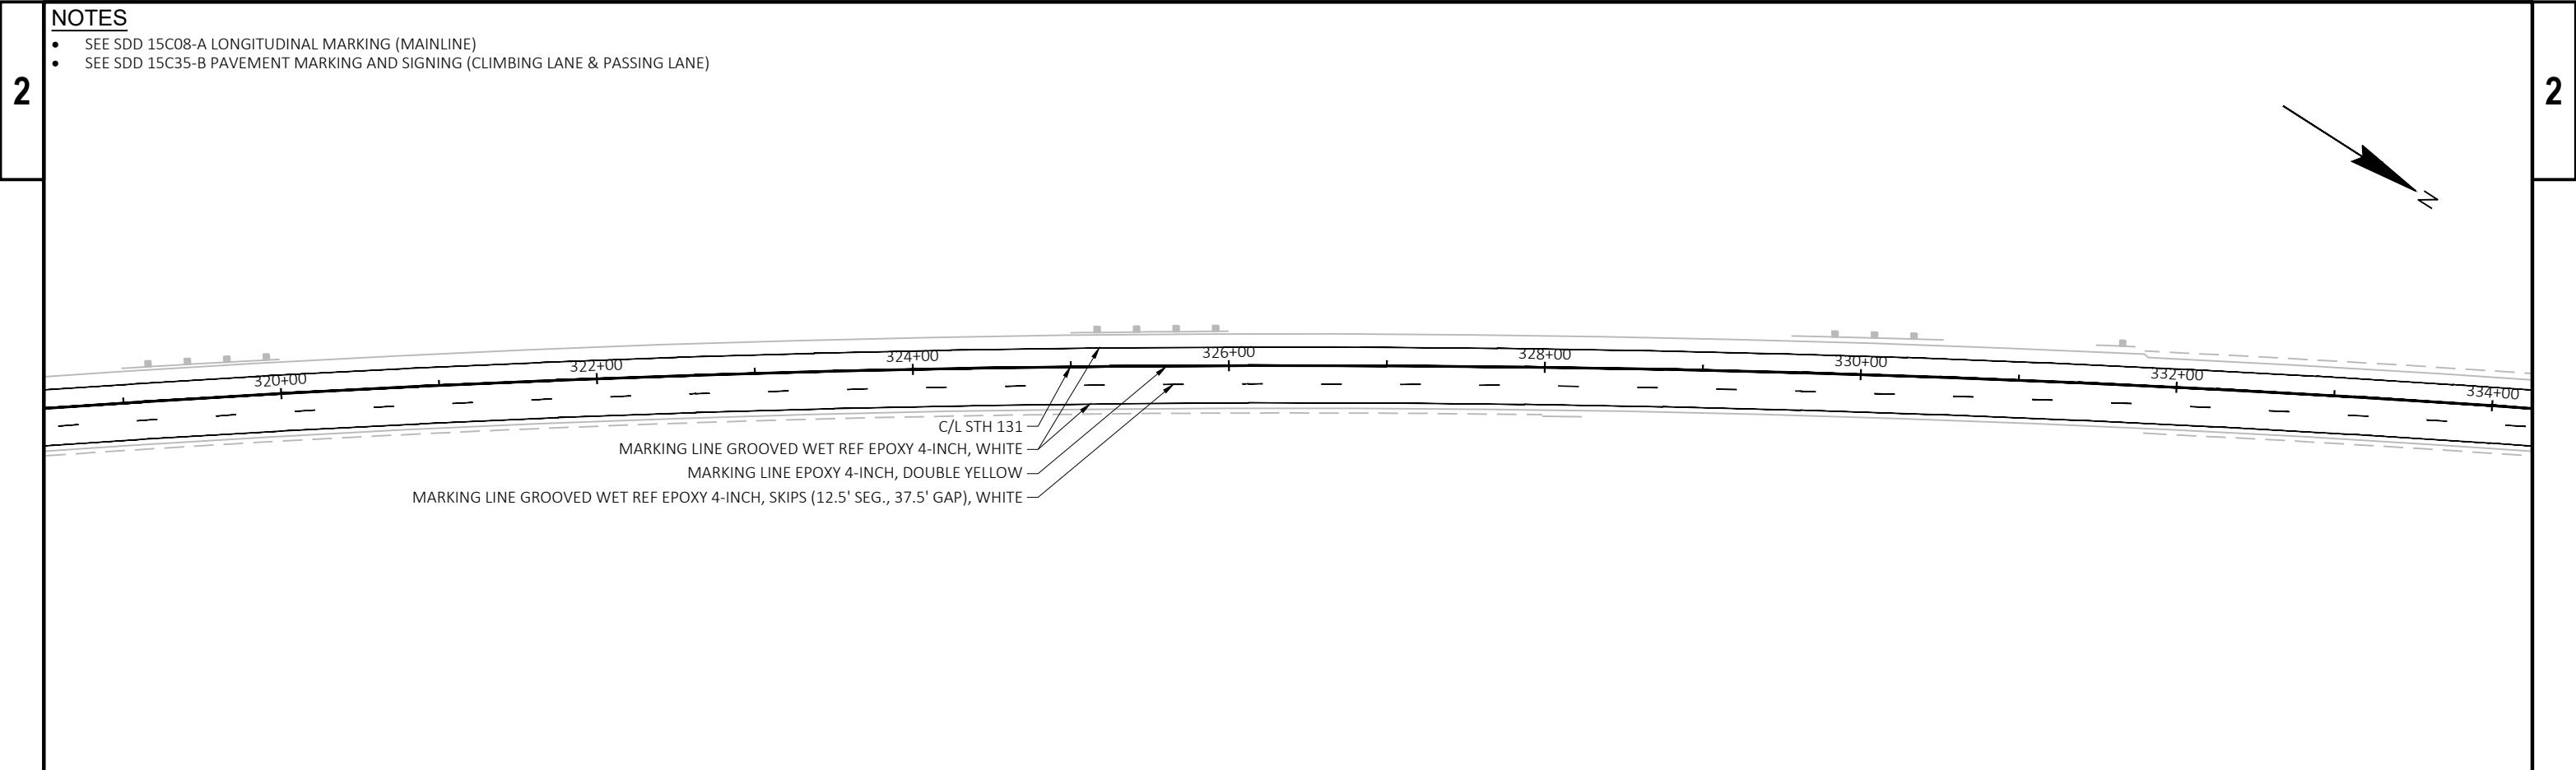 NOTES
• SEE SDD 15C08-A LONGITUDINAL MARKING (MAINLINE)
• SEE SDD 15C35-B PAVEMENT MARKING AND SIGNING (CLIMBING LANE & PASSING LANE)
2
2
N
320+00
322+00
324+00
326+00
328+00
330+00
332+00
334+00
C/L STH 131
MARKING LINE GROOVED WET REF EPOXY 4-INCH, WHITE
MARKING LINE EPOXY 4-INCH, DOUBLE YELLOW
MARKING LINE GROOVED WET REF EPOXY 4-INCH, SKIPS (12.5' SEG., 37.5' GAP), WHITE